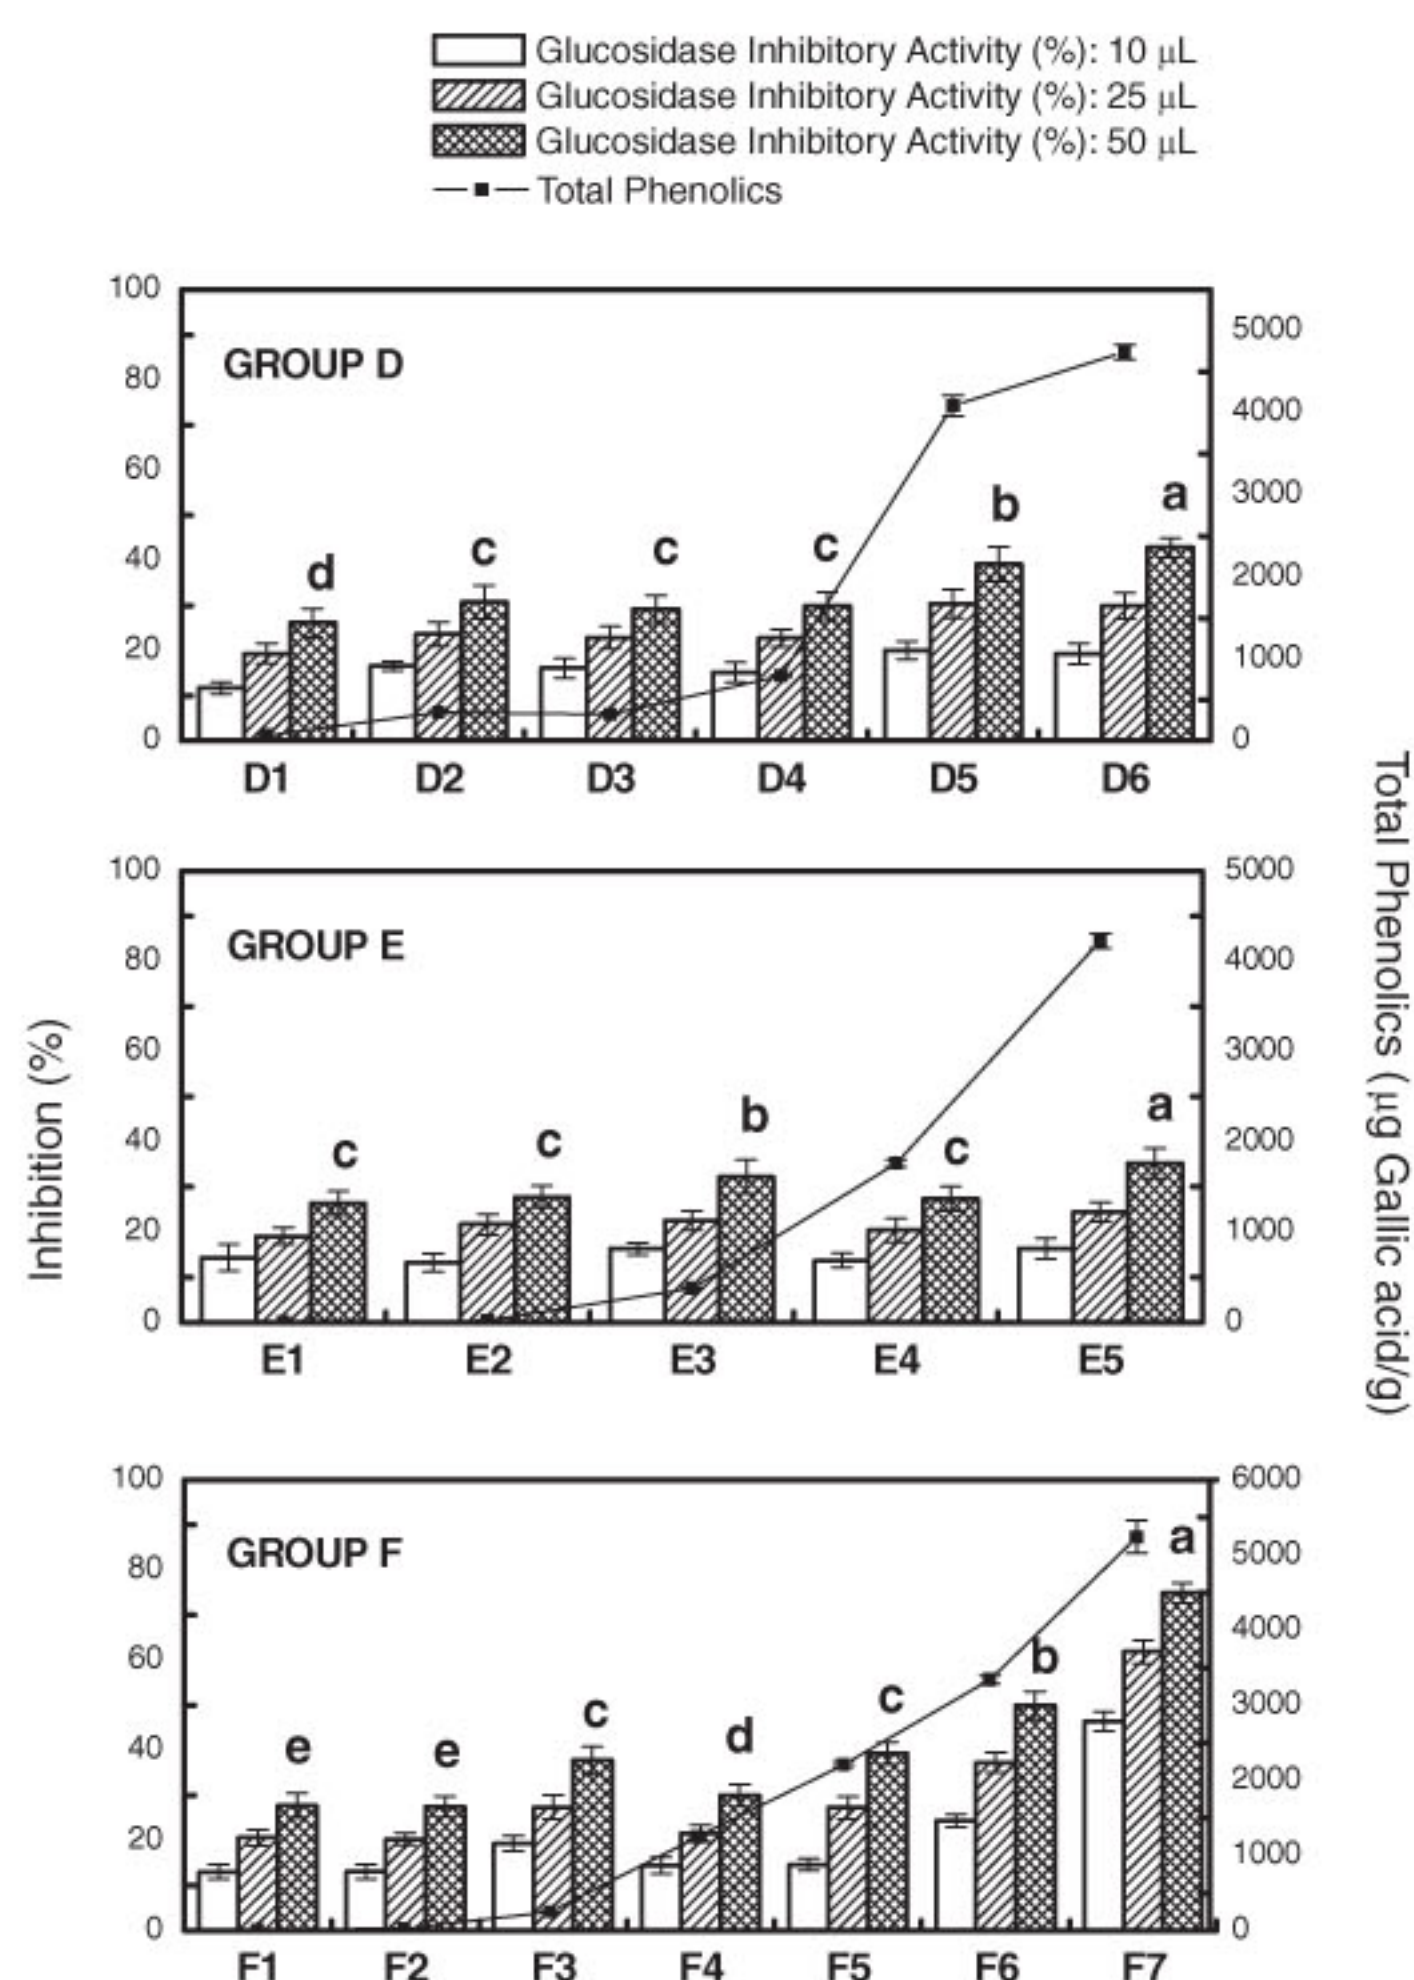 Glucosidase Inhibitory Activity (%): 10 μL
Glucosidase Inhibitory Activity (%): 25 μL
Glucosidase Inhibitory Activity (%): 50 μL
Total Phenolics
GROUP D
100
80
60
40
20
0
5000
4000
3000
2000
1000
0
d
c
c
c
b
a
D1 D2 D3 D4 D5 D6
GROUP E
100
80
60
40
20
0
5000
4000
3000
2000
1000
0
c
c
b
c
a
E1 E2 E3 E4 E5
Inhibition (%)
Total Phenolics (μg Gallic acid/g)
GROUP F
100
80
60
40
20
0
6000
5000
4000
3000
2000
1000
0
e
e
c
d
c
b
a
F1 F2 F3 F4 F5 F6 F7